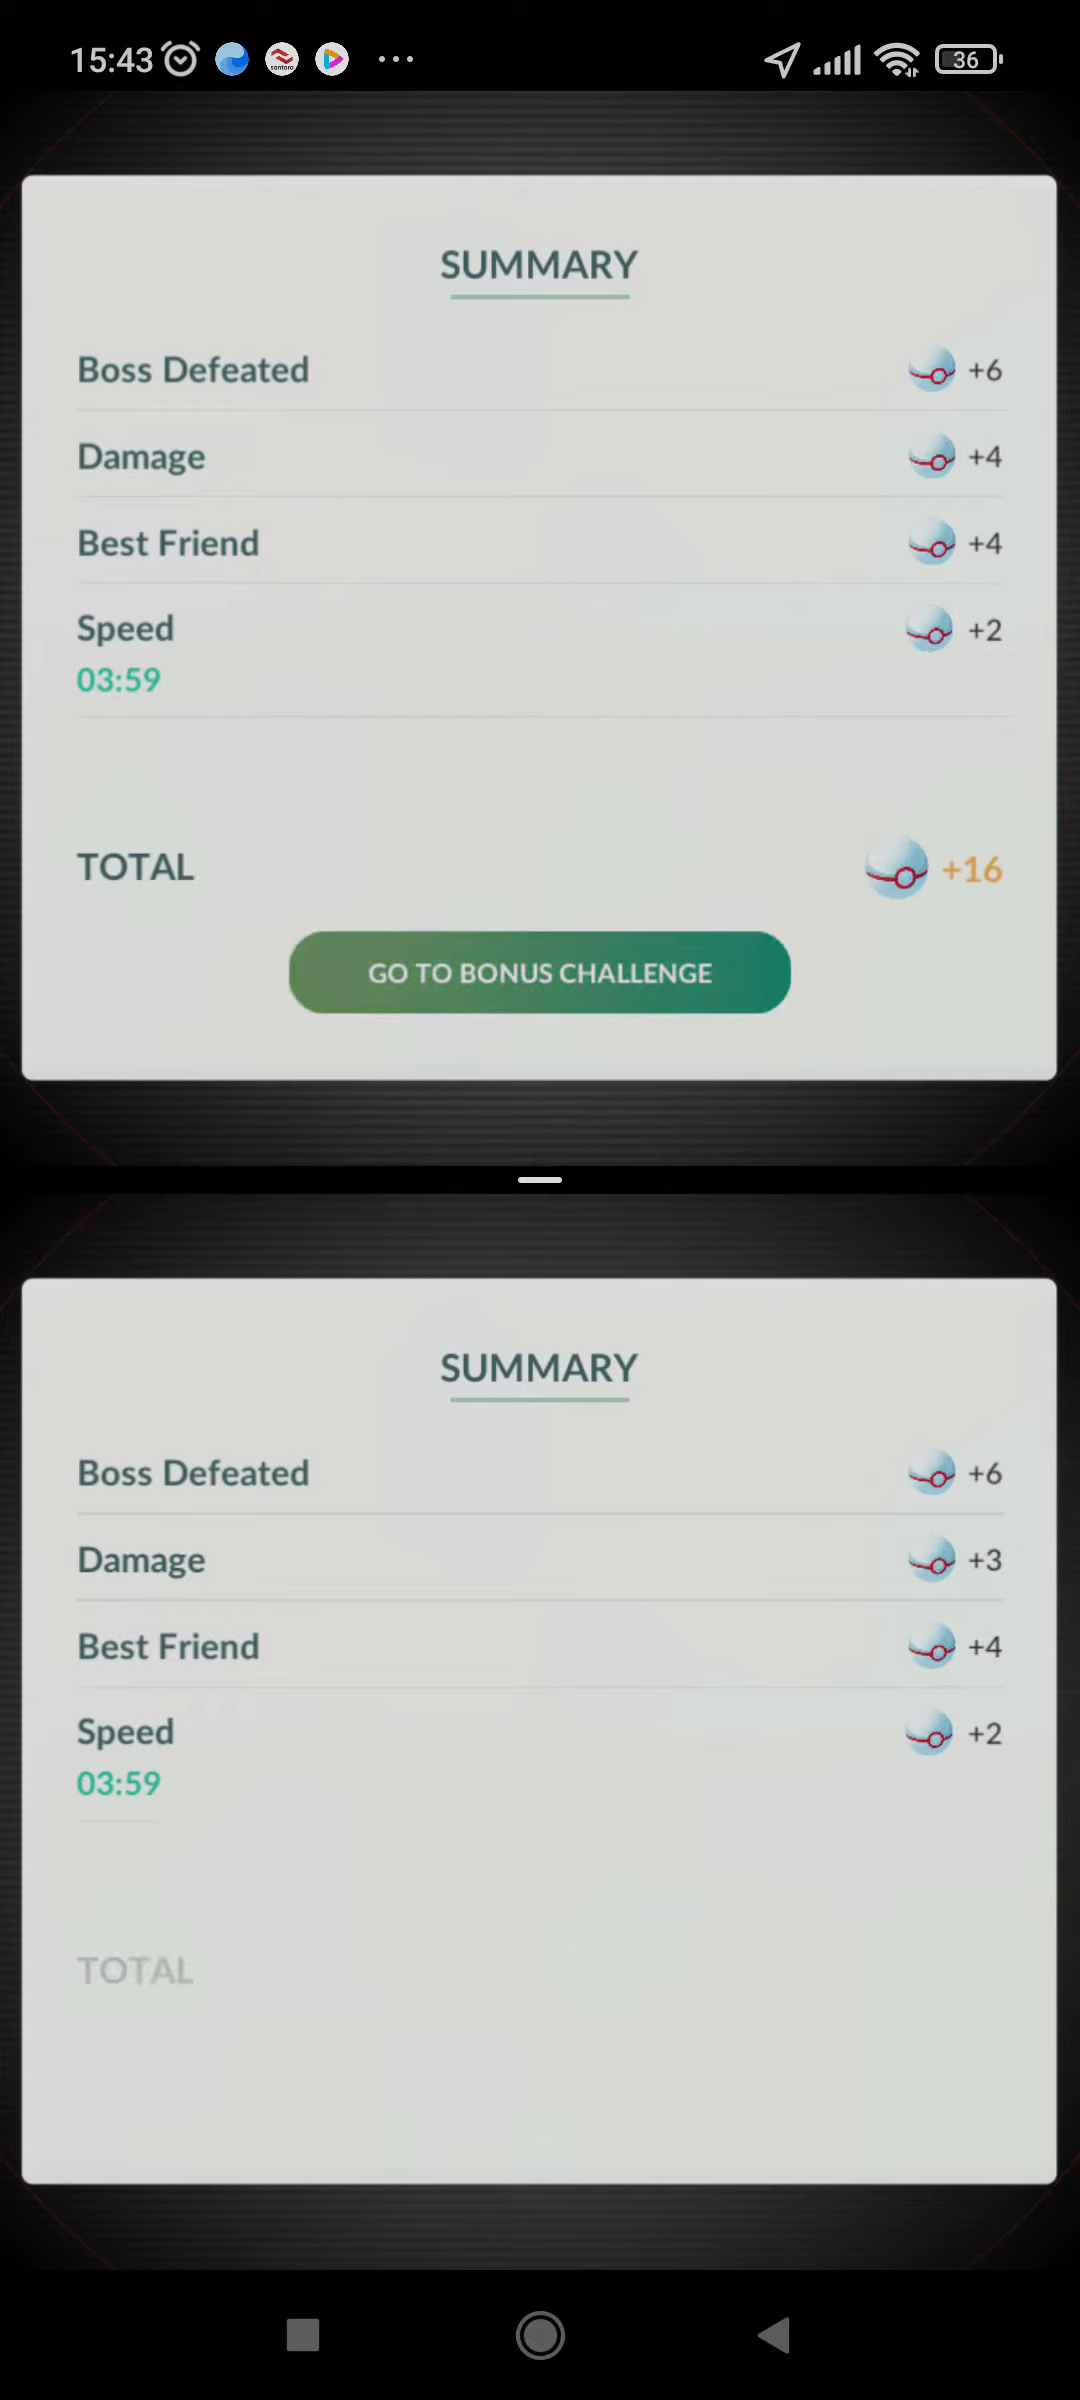 15:43
36
SUMMARY
Boss Defeated +6
Damage +4
Best Friend +4
Speed +2
03:59
TOTAL +16
GO TO BONUS CHALLENGE
SUMMARY
Boss Defeated +6
Damage +3
Best Friend +4
Speed +2
03:59
TOTAL